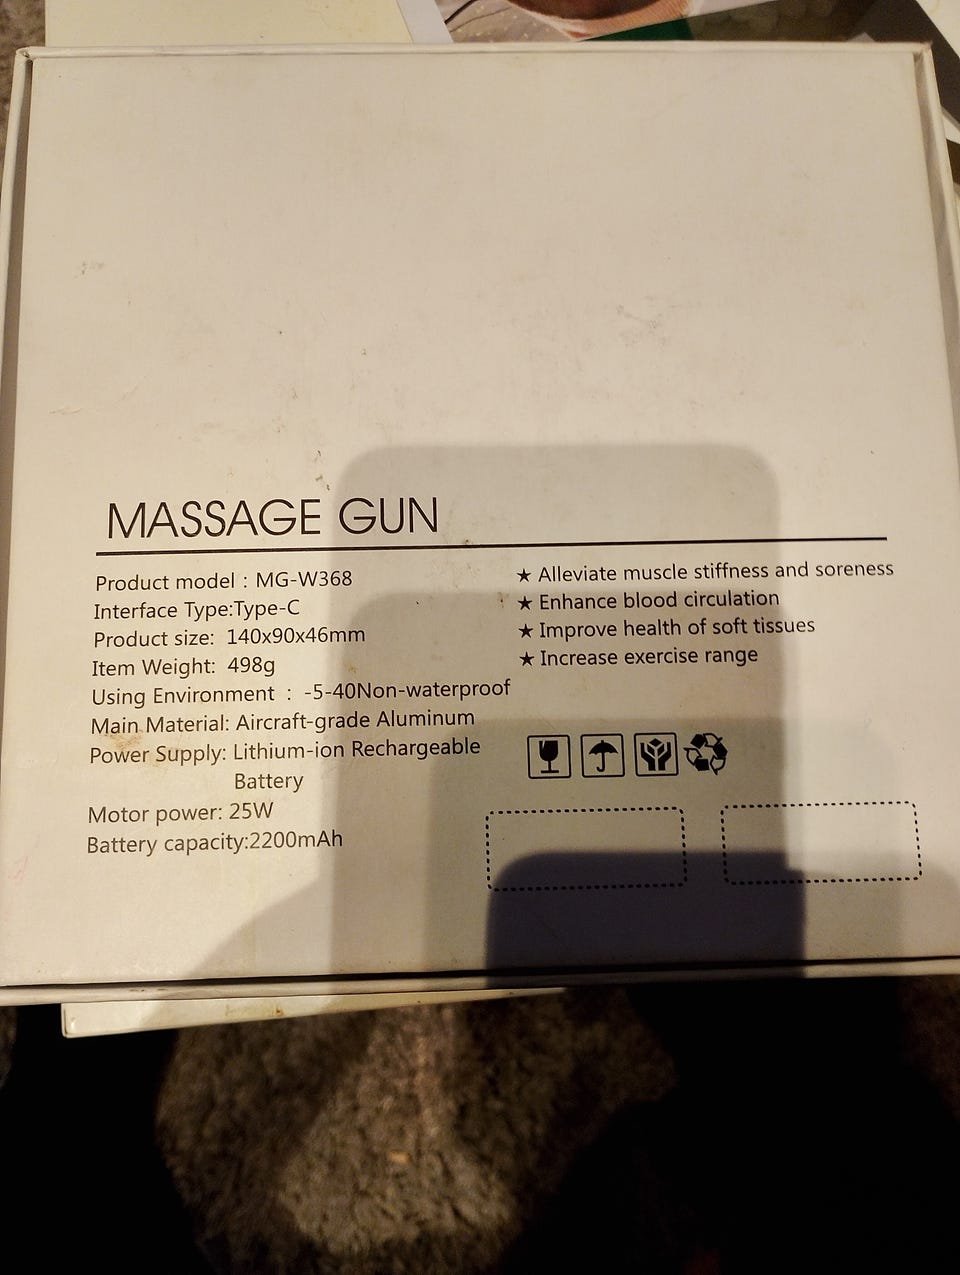 MASSAGE GUN
Product model : MG-W368
Interface Type:Type-C
Product size: 140x90x46mm
Item Weight: 498g
Using Environment : -5-40Non-waterproof
Main Material: Aircraft-grade Aluminum
Power Supply: Lithium-ion Rechargeable
Battery
Motor power: 25W
Battery capacity:2200mAh
★ Alleviate muscle stiffness and soreness
★ Enhance blood circulation
★ Improve health of soft tissues
★ Increase exercise range